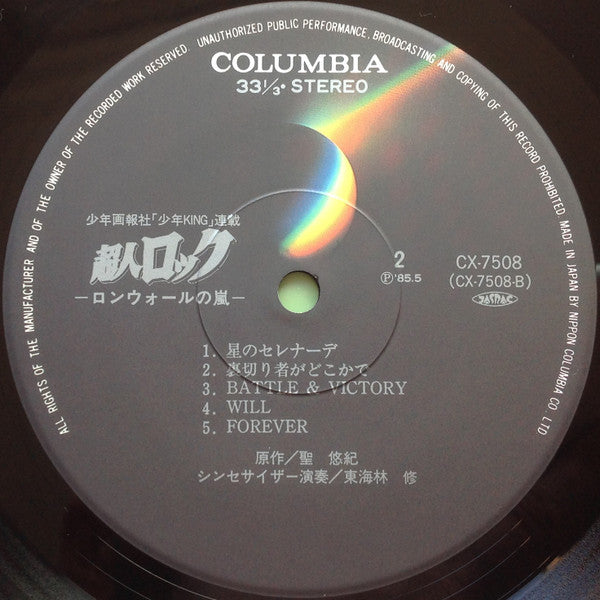 ALL RIGHTS OF THE MANUFACTURER AND OF THE OWNER OF THE RECORDED WORK RESERVED. UNAUTHORIZED PUBLIC PERFORMANCE, BROADCASTING AND COPYING OF THIS RECORD PROHIBITED. MADE IN JAPAN BY NIPPON COLUMBIA CO. LTD
COLUMBIA
33⅓• STEREO
少年画報社「少年KING」連載
超人ロック
—ロンウォールの嵐—
2
Ⓟ'85.5
CX-7508
(CX-7508-B)
JASRAC
1. 星のセレナーデ
2. 裏切り者がどこかで
3. BATTLE & VICTORY
4. WILL
5. FOREVER
原作/聖 悠紀
シンセサイザー演奏/東海林 修